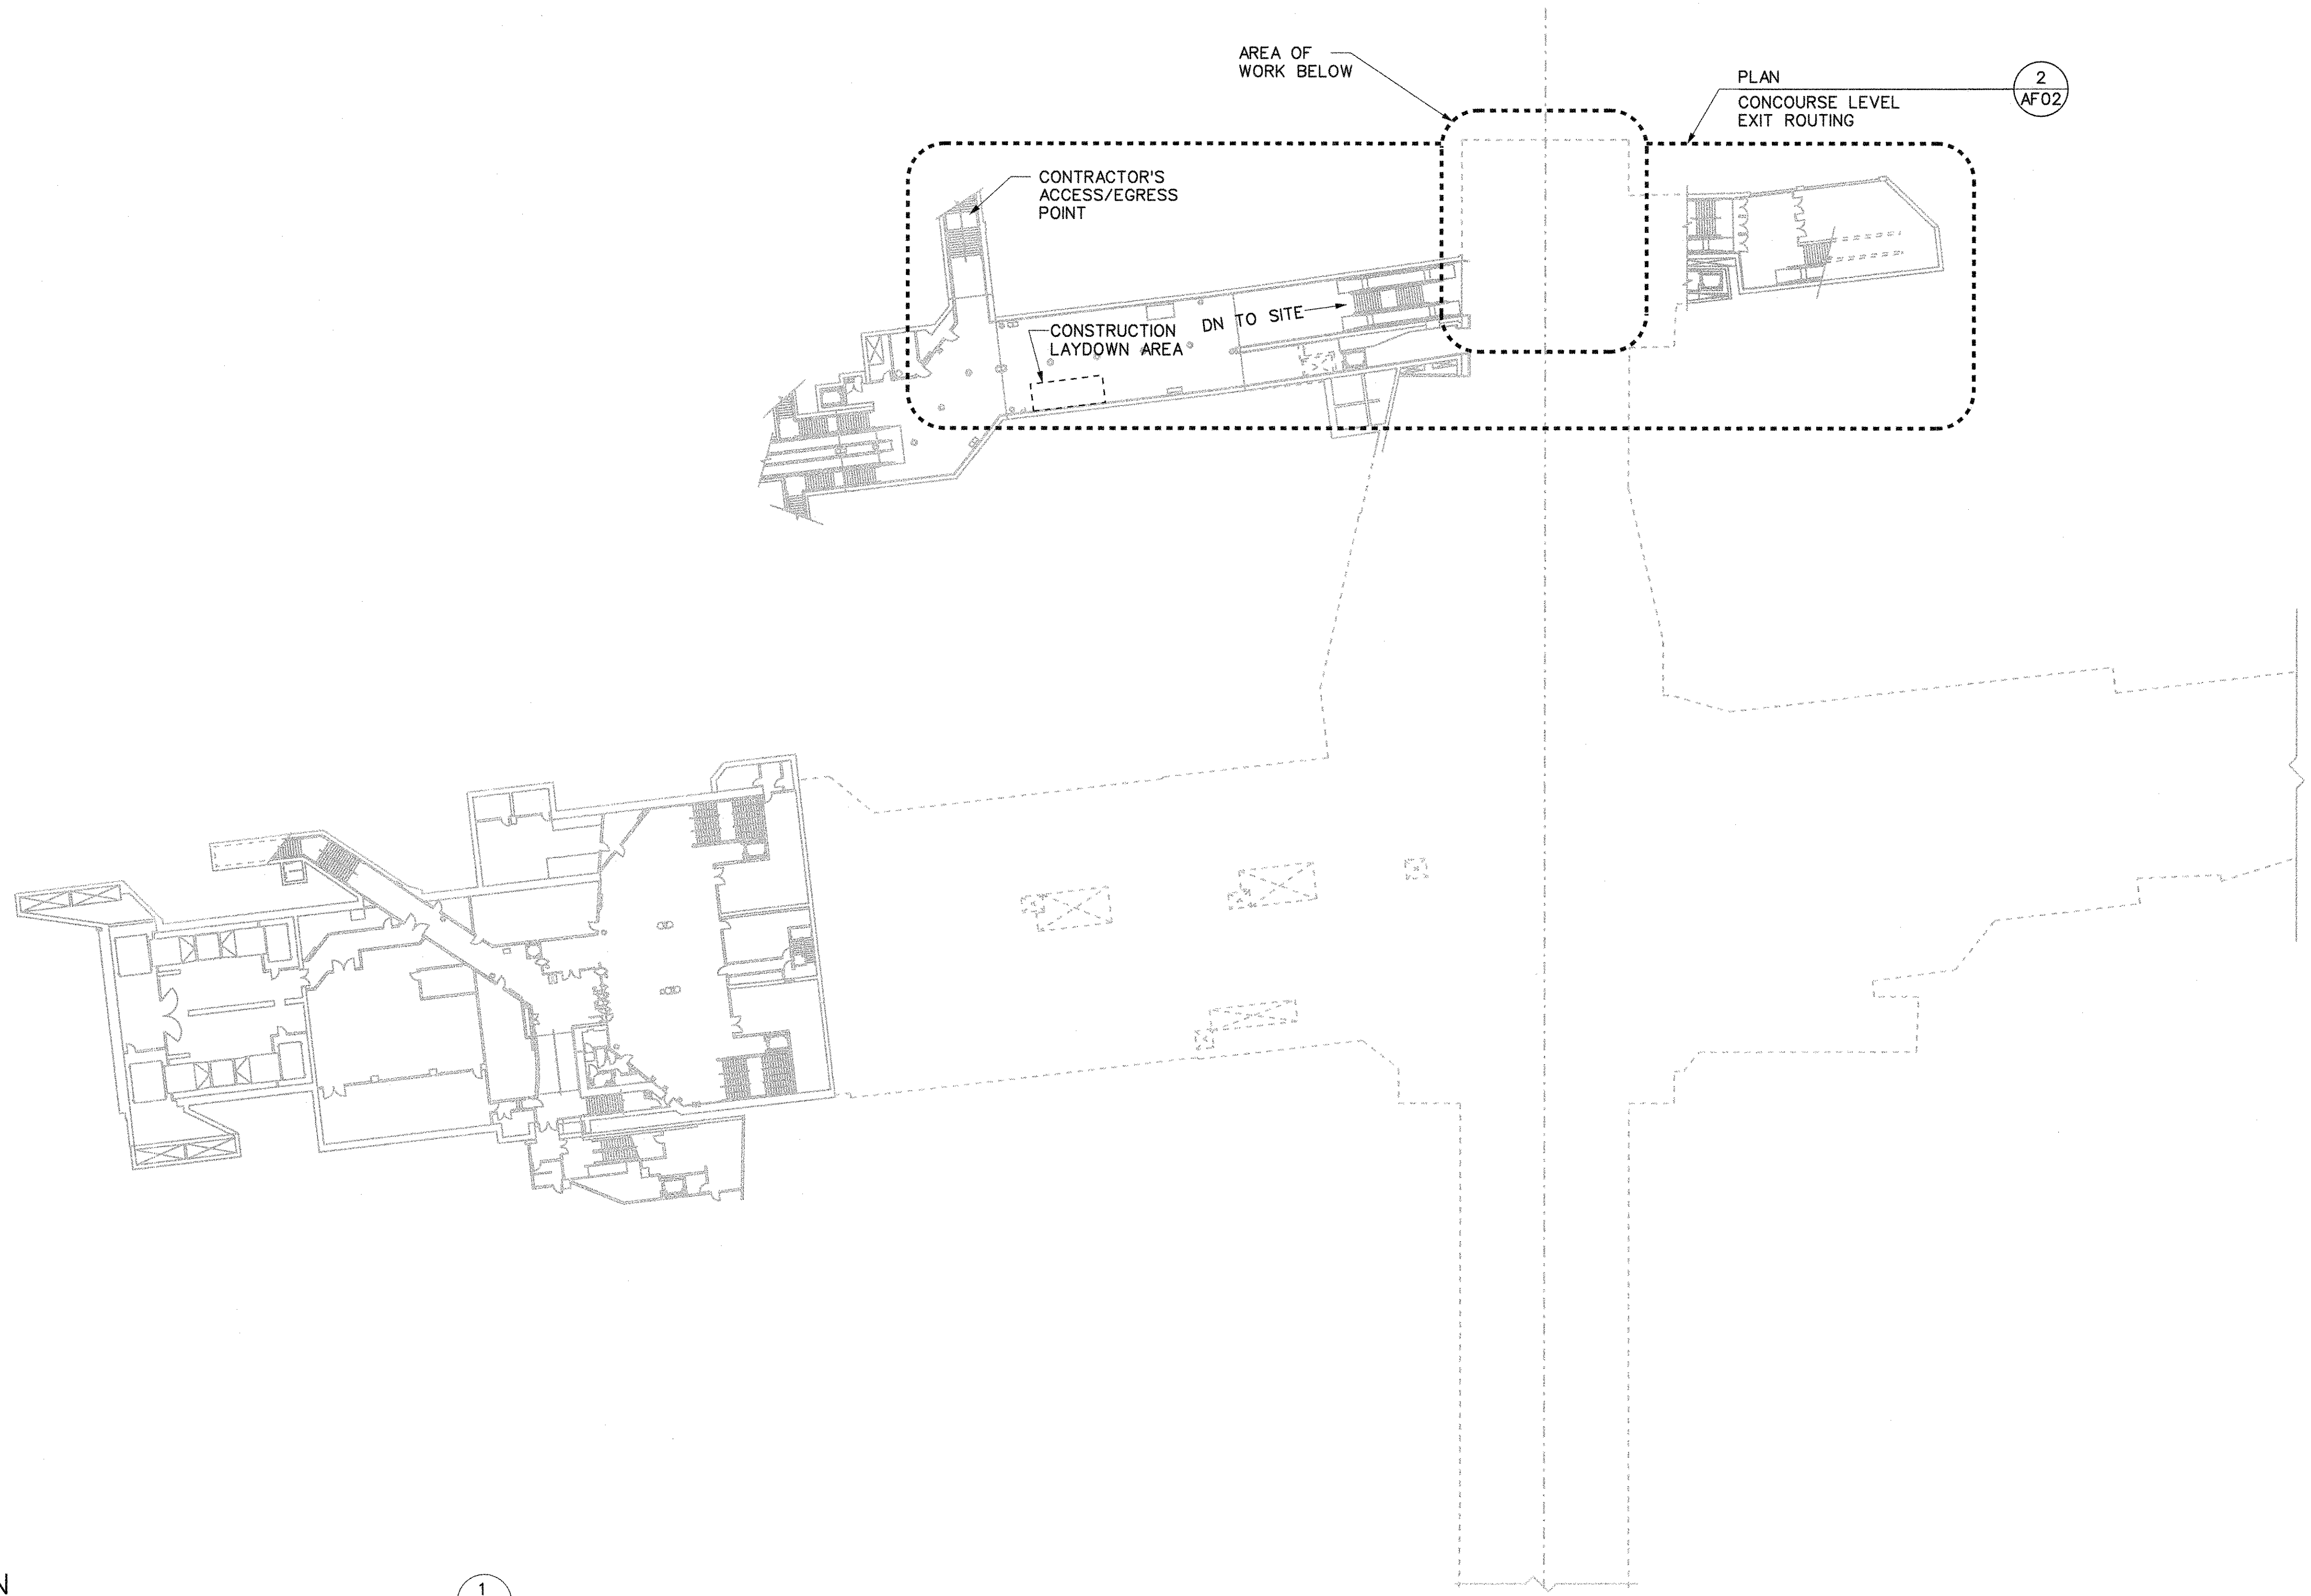 AREA OF
WORK BELOW
PLAN
2
AF02
CONCOURSE LEVEL
EXIT ROUTING
CONTRACTOR'S
ACCESS/EGRESS
POINT
CONSTRUCTION
LAYDOWN AREA
DN TO SITE
N
1